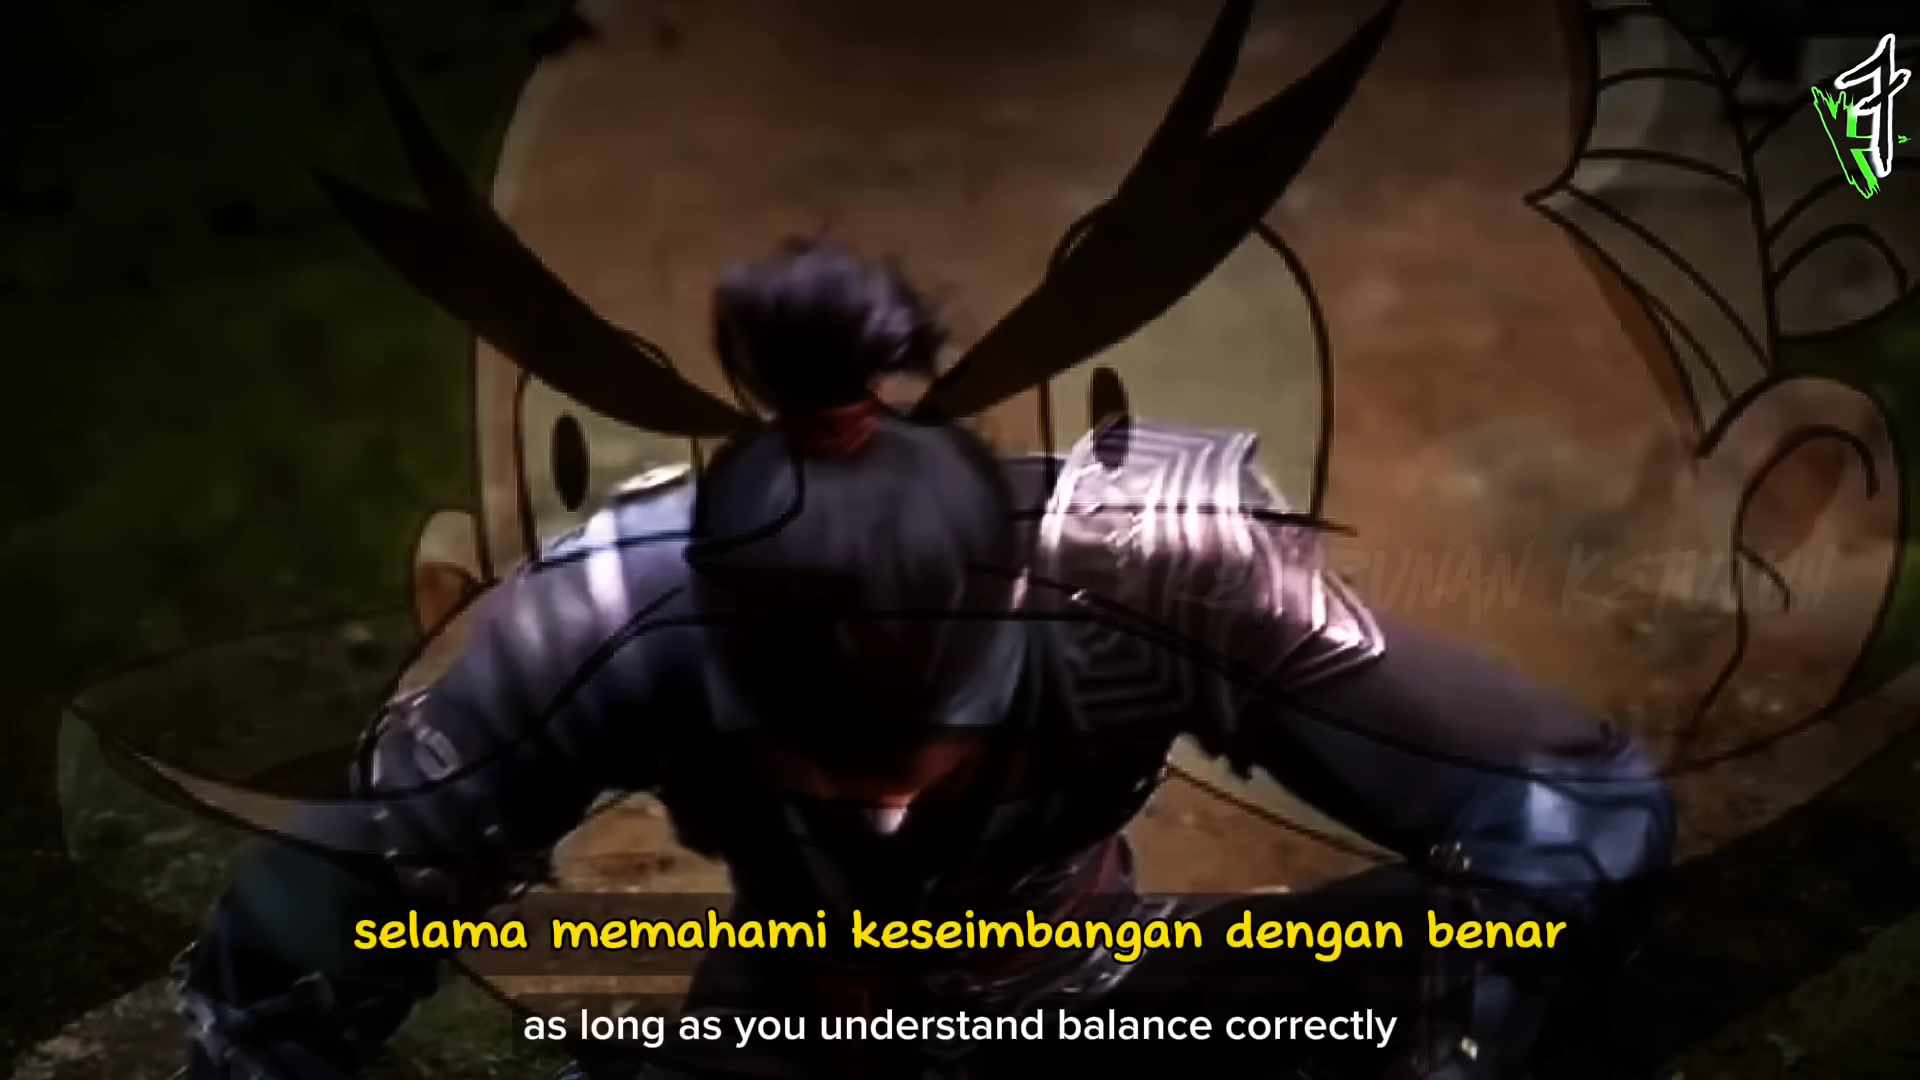 selama memahami keseimbangan dengan benar
as long as you understand balance correctly